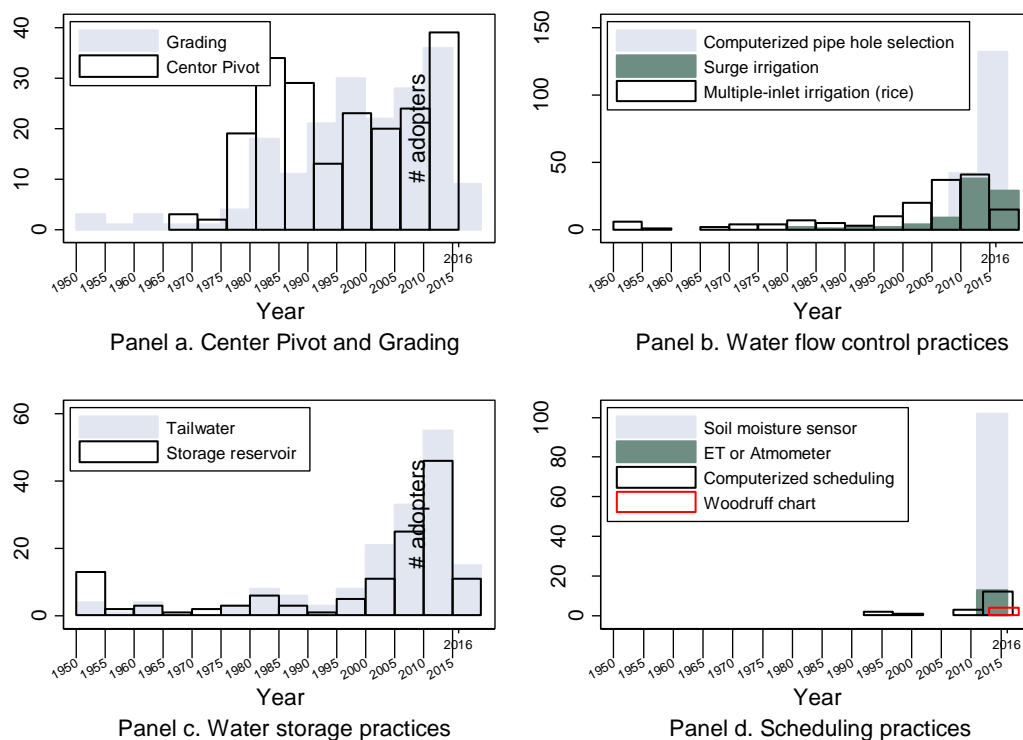 Grading
Centor Pivot
0 10 20 30 40
# adopters
1950 1955 1960 1965 1970 1975 1980 1985 1990 1995 2000 2005 2010 2015
2016
Year
Panel a. Center Pivot and Grading
Computerized pipe hole selection
Surge irrigation
Multiple-inlet irrigation (rice)
0 50 100 150
1950 1955 1960 1965 1970 1975 1980 1985 1990 1995 2000 2005 2010 2015
2016
Year
Panel b. Water flow control practices
Tailwater
Storage reservoir
0 20 40 60
# adopters
1950 1955 1960 1965 1970 1975 1980 1985 1990 1995 2000 2005 2010 2015
2016
Year
Panel c. Water storage practices
Soil moisture sensor
ET or Atmometer
Computerized scheduling
Woodruff chart
0 20 40 60 80 100
1950 1955 1960 1965 1970 1975 1980 1985 1990 1995 2000 2005 2010 2015
2016
Year
Panel d. Scheduling practices